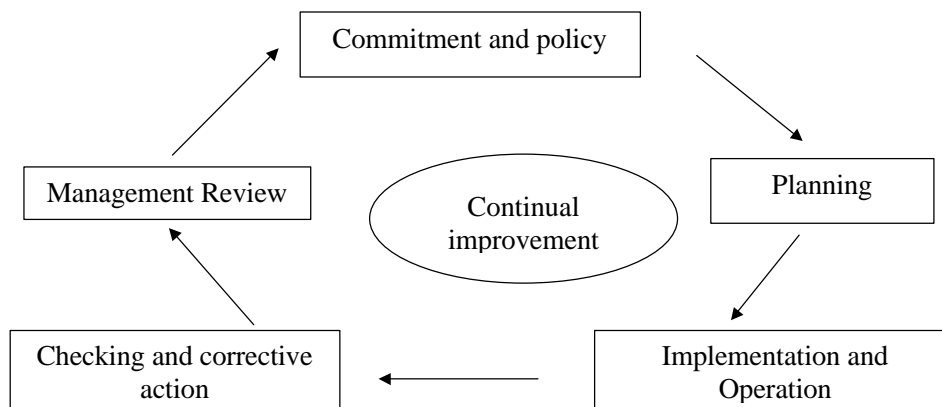 Commitment and policy
Planning
Management Review
Continual
improvement
Checking and corrective
action
Implementation and
Operation